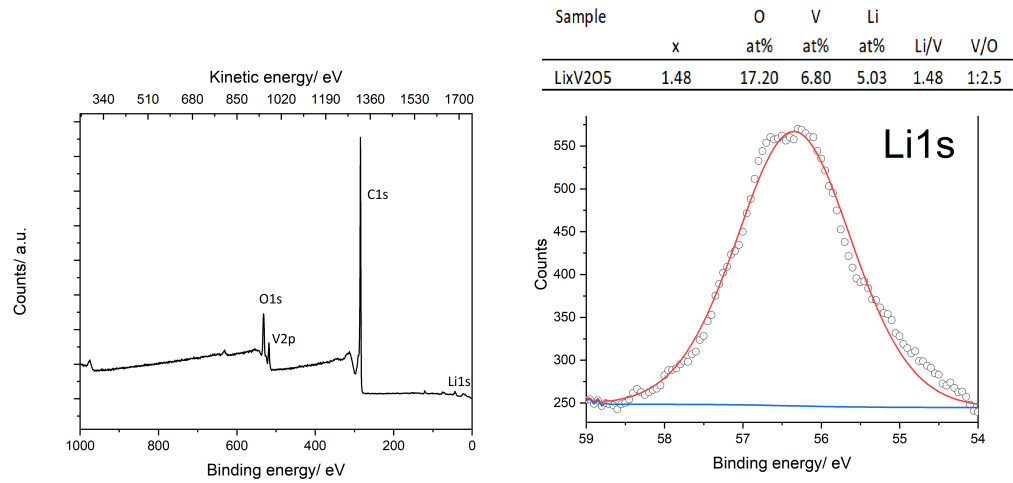 Sample O V Li
x at% at% at% Li/V V/O
LixV2O5 1.48 17.20 6.80 5.03 1.48 1:2.5
Kinetic energy/ eV
340 510 680 850 1020 1190 1360 1530 1700
Counts/ a.u.
C1s
O1s
V2p
Li1s
1000 800 600 400 200 0
Binding energy/ eV
Li1s
Counts
550
500
450
400
350
300
250
59 58 57 56 55 54
Binding energy/ eV